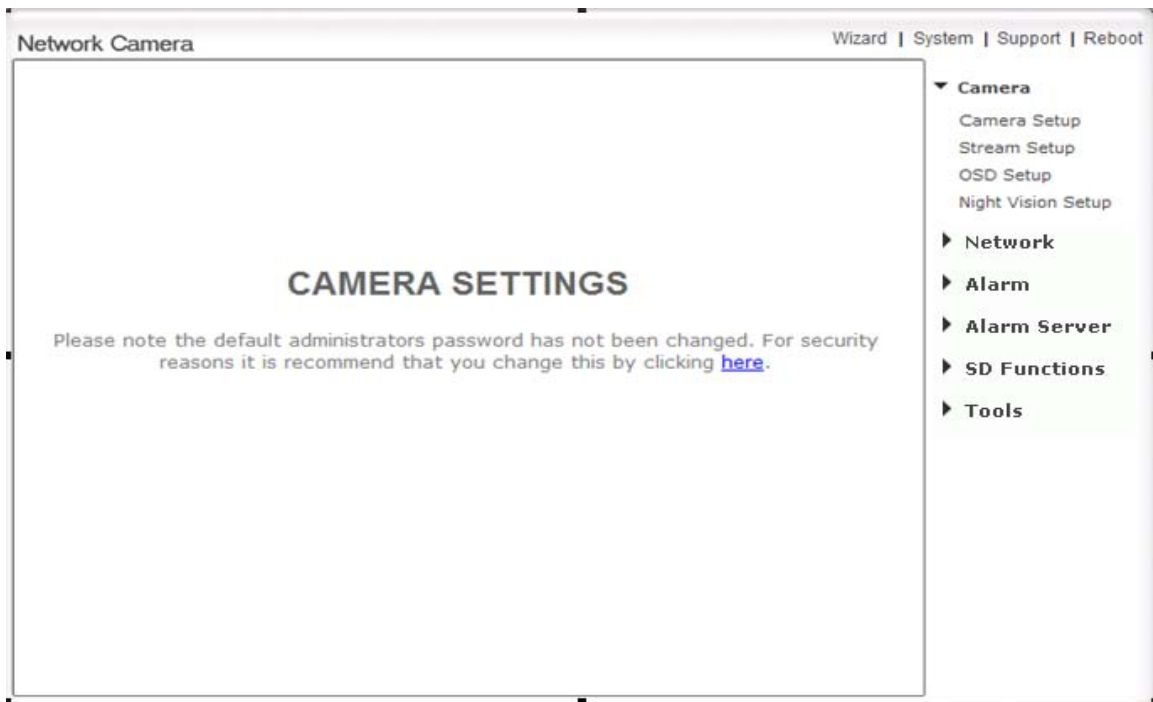 Network Camera
Wizard | System | Support | Reboot
CAMERA SETTINGS
Please note the default administrators password has not been changed. For security
reasons it is recommend that you change this by clicking here.
Camera
Camera Setup
Stream Setup
OSD Setup
Night Vision Setup
Network
Alarm
Alarm Server
SD Functions
Tools